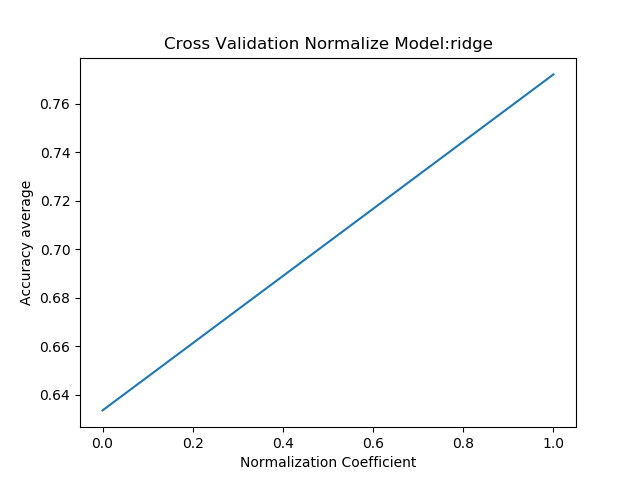 Cross Validation Normalize Model:ridge
0.76
0.74
0.72
0.70
0.68
0.66
0.64
Accuracy average
0.0 0.2 0.4 0.6 0.8 1.0
Normalization Coefficient